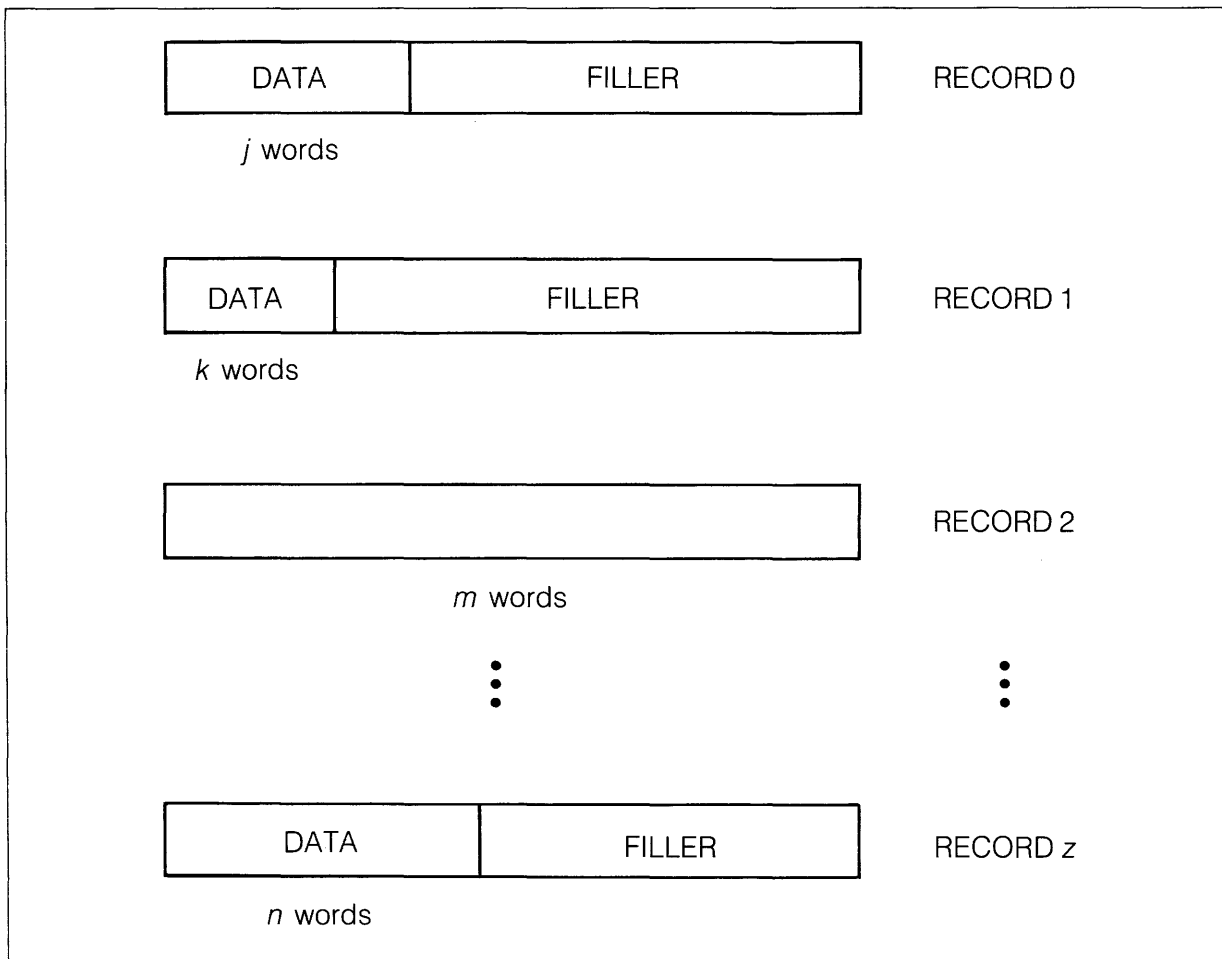 DATA FILLER RECORD 0
j words
DATA FILLER RECORD 1
k words
RECORD 2
m words
DATA FILLER RECORD z
n words